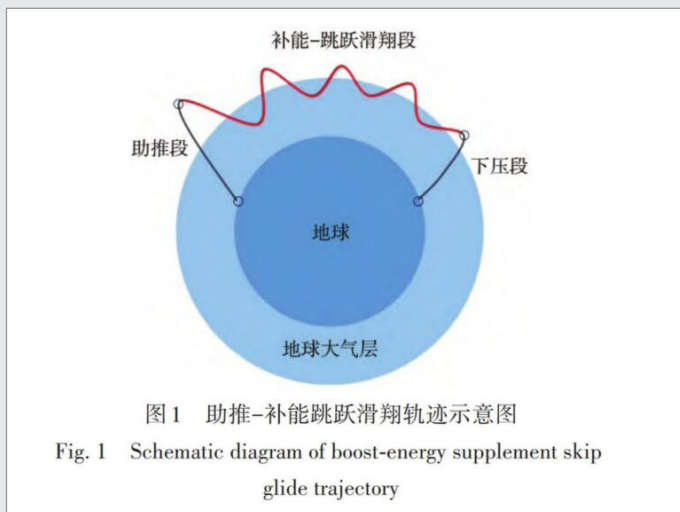 补能-跳跃滑翔段
助推段
下压段
地球
地球大气层
图1 助推-补能跳跃滑翔轨迹示意图
Fig. 1 Schematic diagram of boost-energy supplement skip
glide trajectory